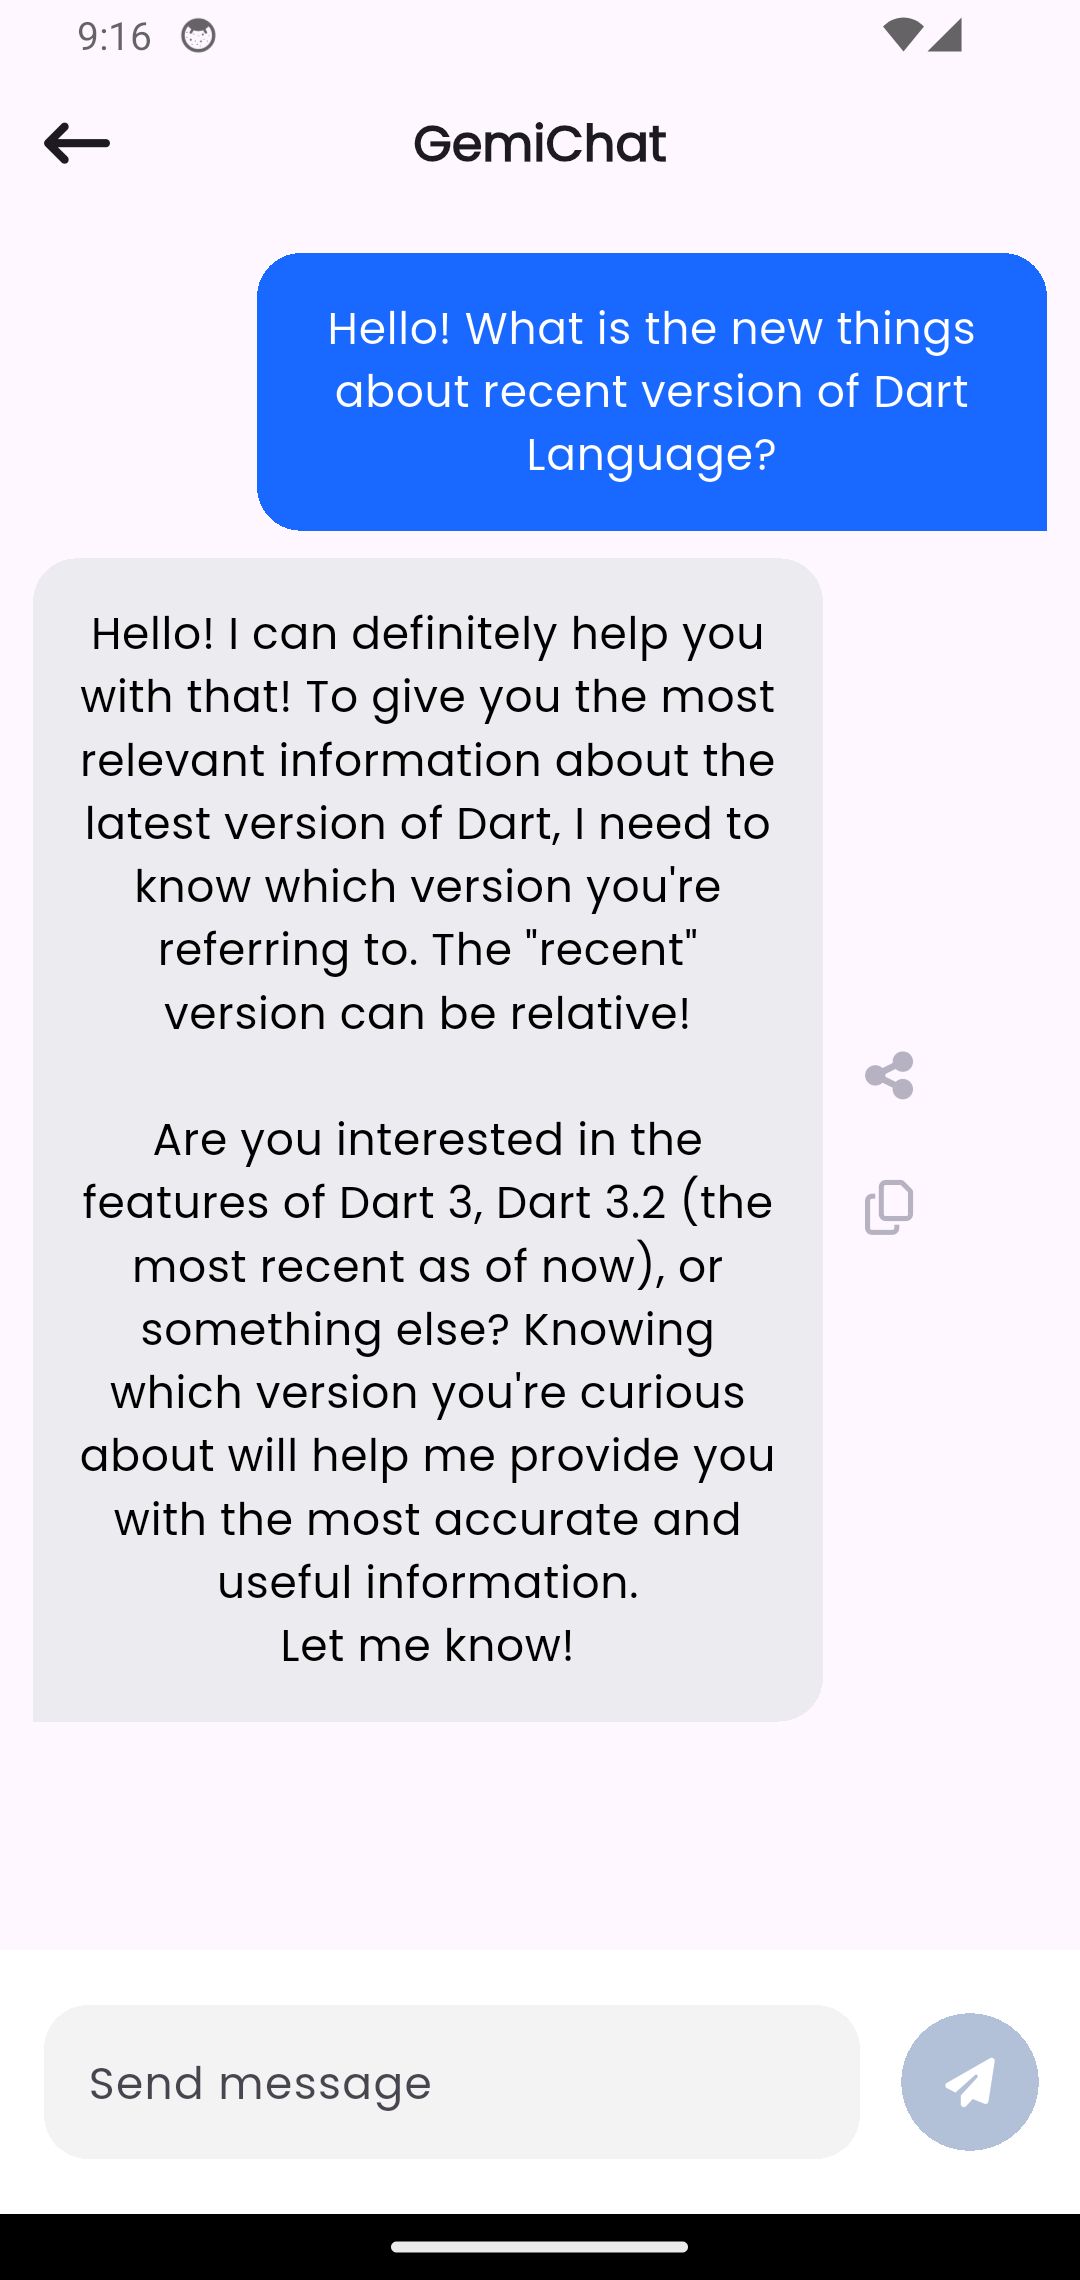 9:16
GemiChat
Hello! What is the new things
about recent version of Dart
Language?
Hello! I can definitely help you
with that! To give you the most
relevant information about the
latest version of Dart, I need to
know which version you're
referring to. The "recent"
version can be relative!
Are you interested in the
features of Dart 3, Dart 3.2 (the
most recent as of now), or
something else? Knowing
which version you're curious
about will help me provide you
with the most accurate and
useful information.
Let me know!
Send message